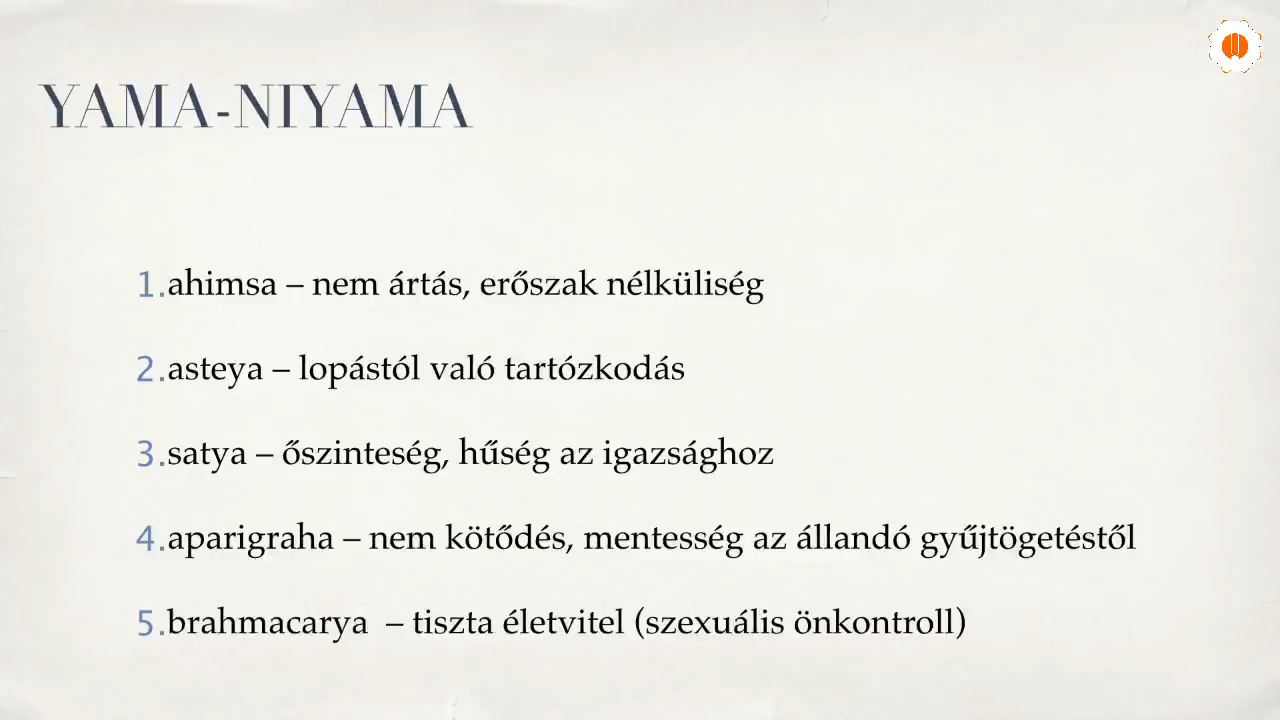 YAMA-NIYAMA
1.ahimsa – nem ártás, erőszak nélküliség
2.asteya – lopástól való tartózkodás
3.satya – őszinteség, hűség az igazsághoz
4.aparigraha – nem kötődés, mentesség az állandó gyűjtögetéstől
5.brahmacarya – tiszta életvitel (szexuális önkontroll)